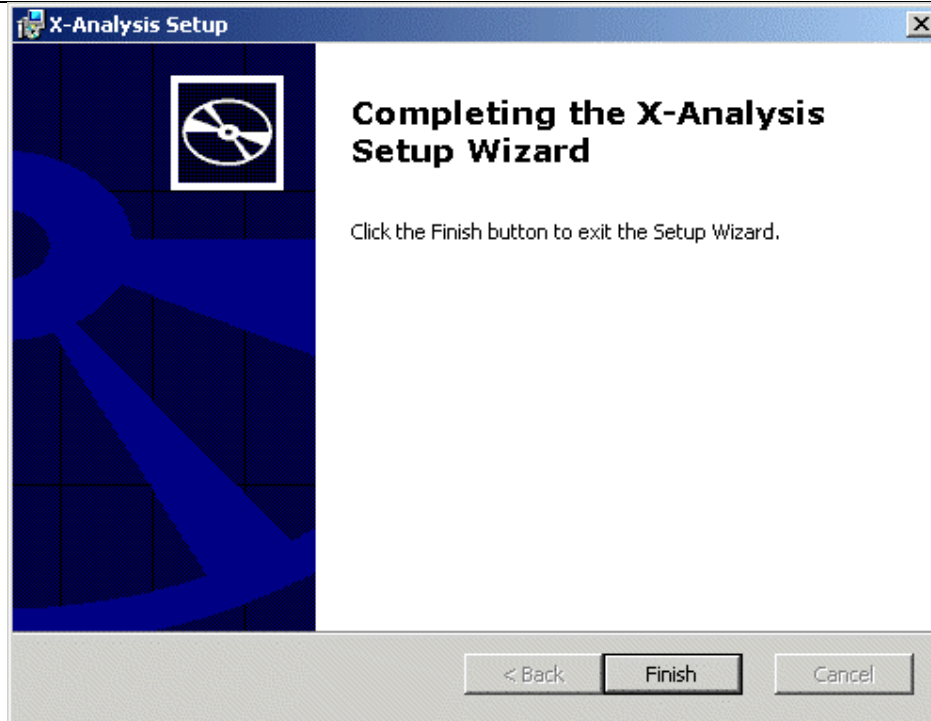 X-Analysis Setup
Completing the X-Analysis
Setup Wizard
Click the Finish button to exit the Setup Wizard.
< Back
Finish
Cancel